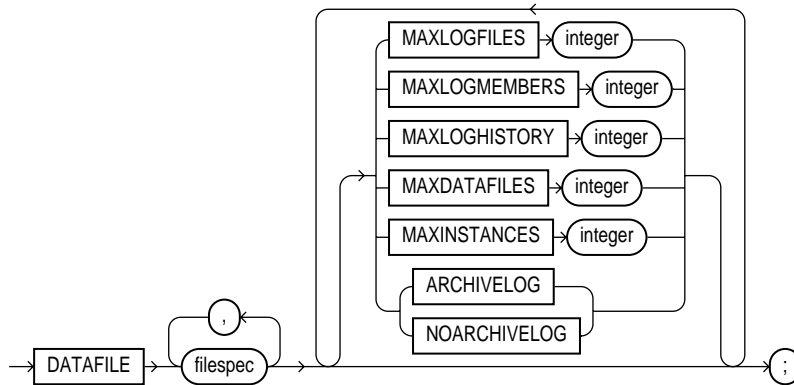 MAXLOGFILES integer
MAXLOGMEMBERS integer
MAXLOGHISTORY integer
MAXDATAFILES integer
MAXINSTANCES integer
ARCHIVELOG
NOARCHIVELOG
,
DATAFILE filespec ;